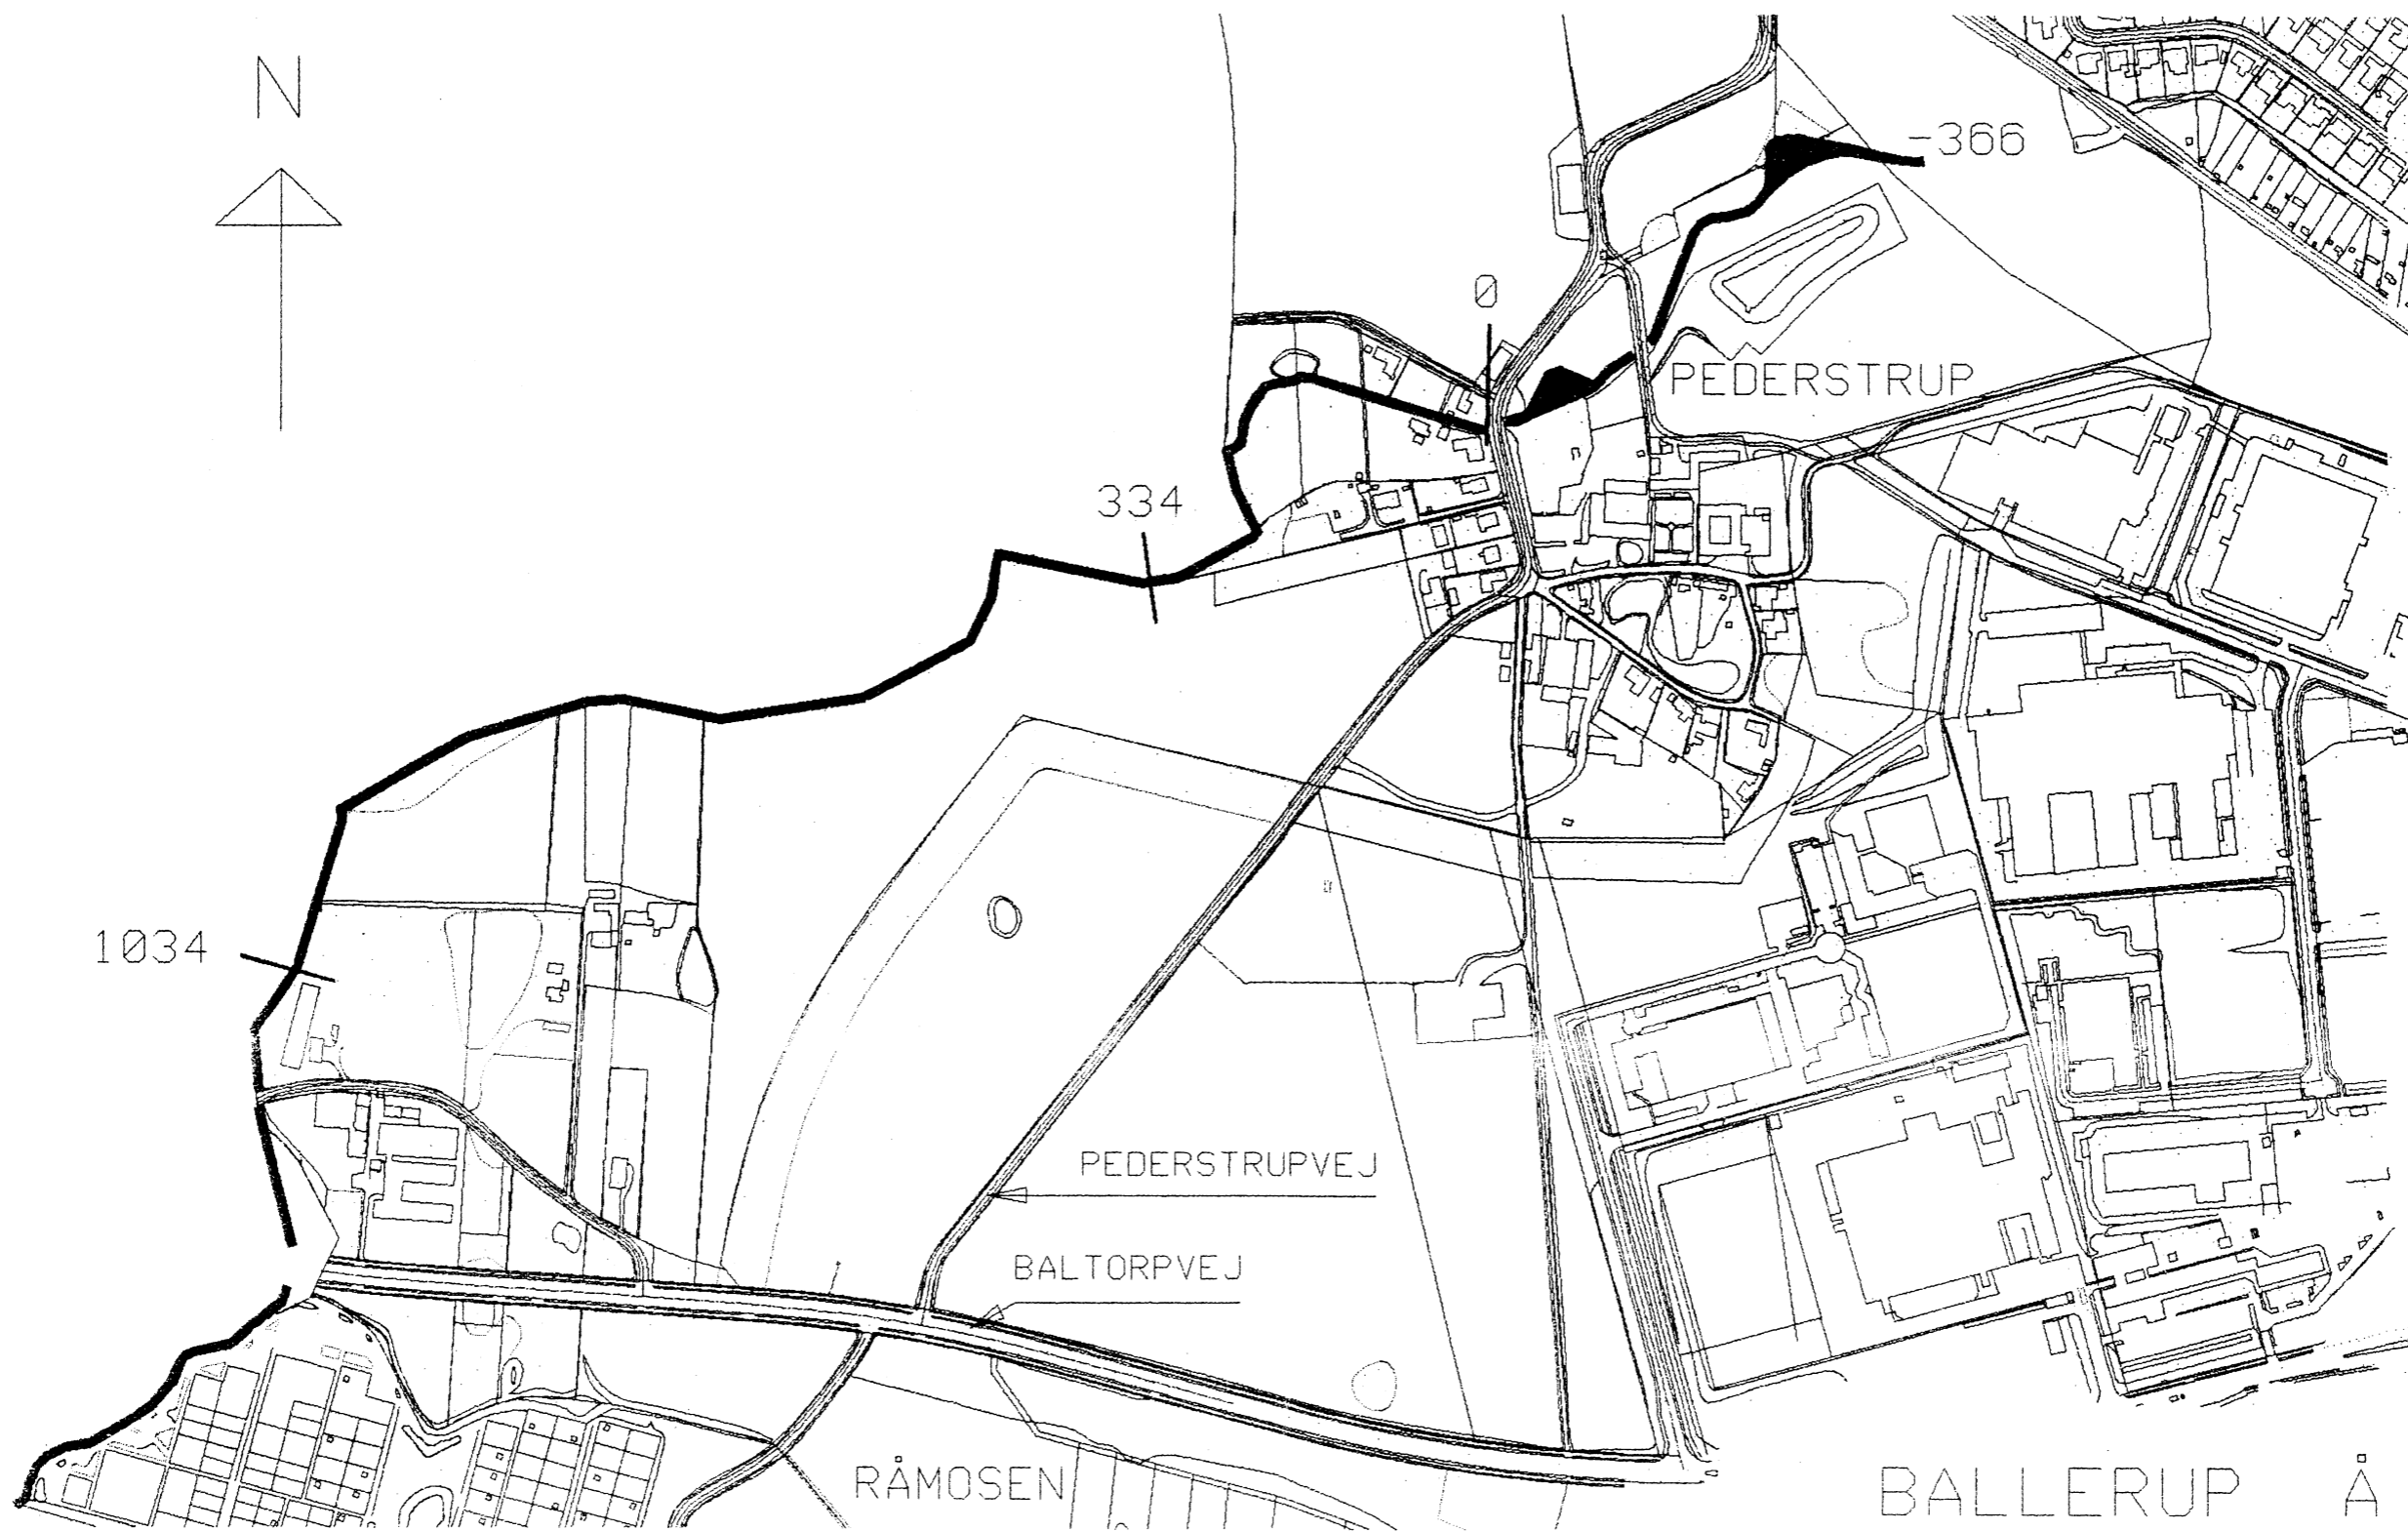 N
-366
0
PEDERSTRUP
334
1034
PEDERSTRUPVEJ
BALTORPVEJ
RÅMOSEN
BALLERUP Å